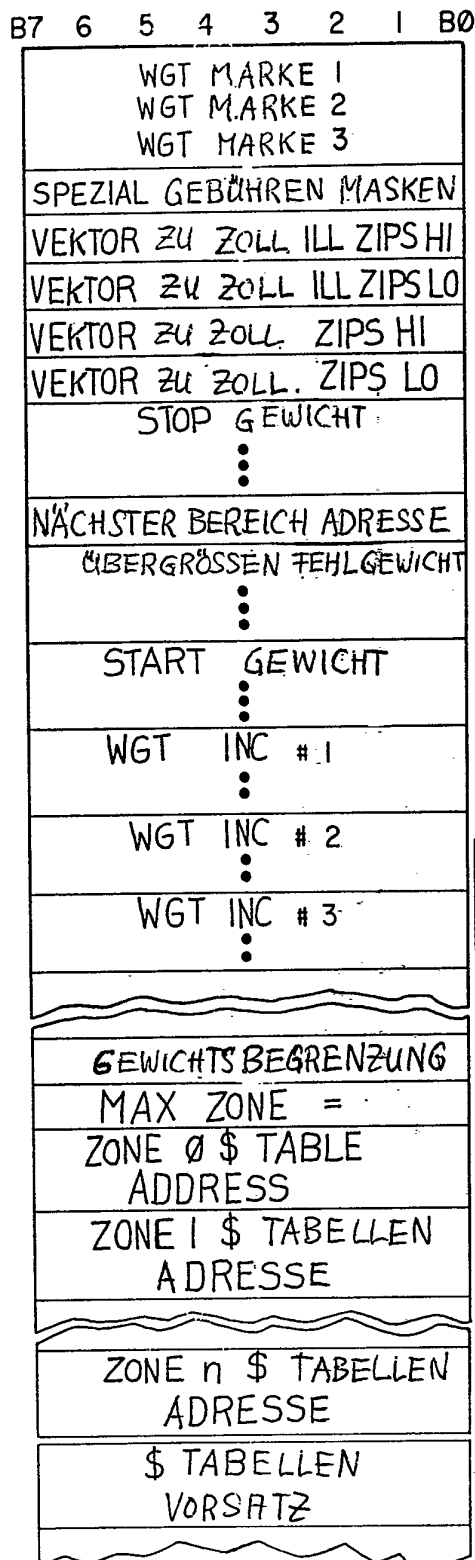 B7 6 5 4 3 2 1 BØ
WGT MARKE 1
WGT MARKE 2
WGT MARKE 3
SPEZIAL GEBÜHREN MASKEN
VEKTOR ZU ZOLL ILL ZIPS HI
VEKTOR ZU ZOLL ILL ZIPS LO
VEKTOR ZU ZOLL. ZIPS HI
VEKTOR ZU ZOLL. ZIPS LO
STOP GEWICHT
NÄCHSTER BEREICH ADRESSE
ÜBERGRÖSSEN FEHLGEWICHT
START GEWICHT
WGT INC # 1
WGT INC # 2
WGT INC # 3
GEWICHTSBEGRENZUNG
MAX ZONE =
ZONE Ø $ TABLE
ADDRESS
ZONE 1 $ TABELLEN
ADRESSE
ZONE n $ TABELLEN
ADRESSE
$ TABELLEN
VORSATZ